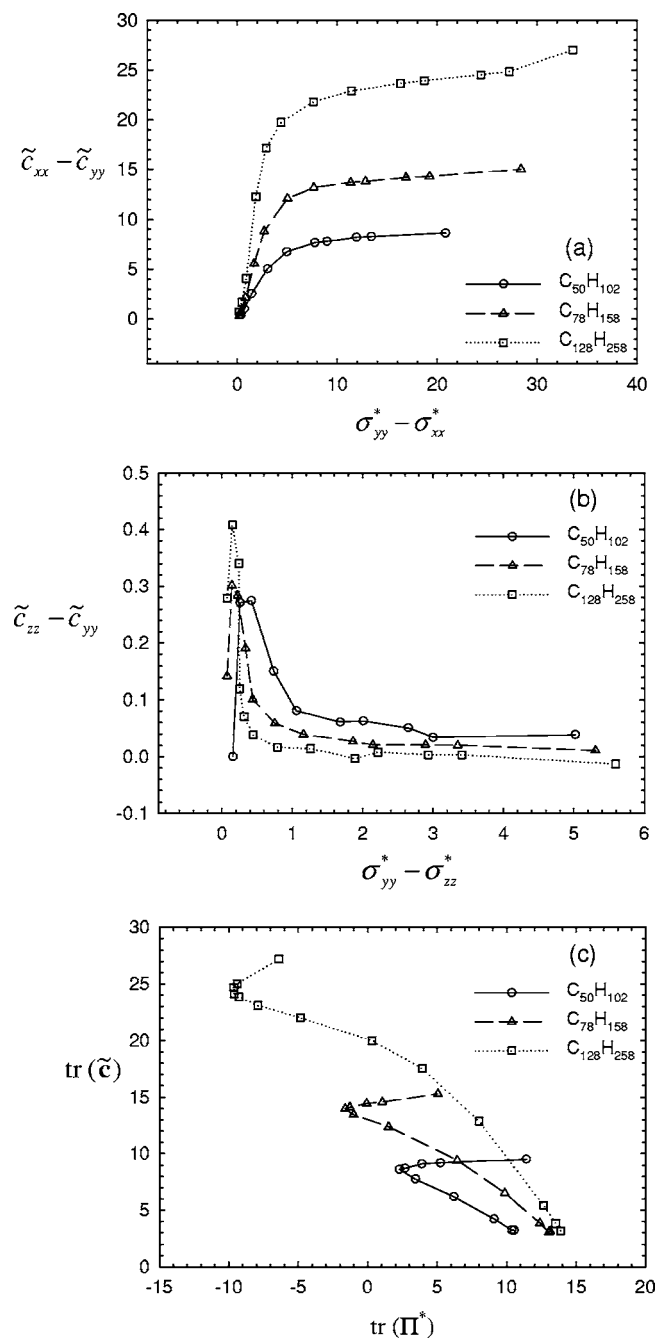 30
25
20
15
10
5
0
c̃xx − c̃yy
(a)
C50H102
C78H158
C128H258
0 10 20 30 40
σ*yy − σ*xx
0.5
0.4
0.3
0.2
0.1
0.0
-0.1
c̃zz − c̃yy
(b)
C50H102
C78H158
C128H258
0 1 2 3 4 5 6
σ*yy − σ*zz
30
25
20
15
10
5
0
tr (c̃)
(c)
C50H102
C78H158
C128H258
-15 -10 -5 0 5 10 15 20
tr (Π*)